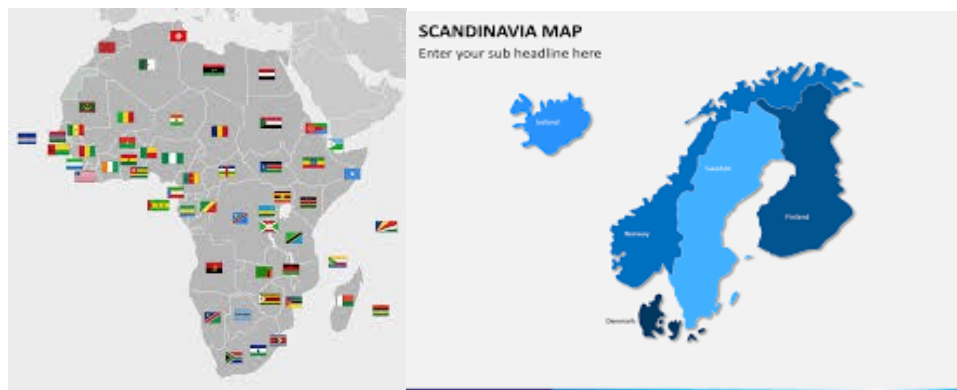 SCANDINAVIA MAP
Enter your sub headline here
Iceland
Sweden
Finland
Norway
Denmark